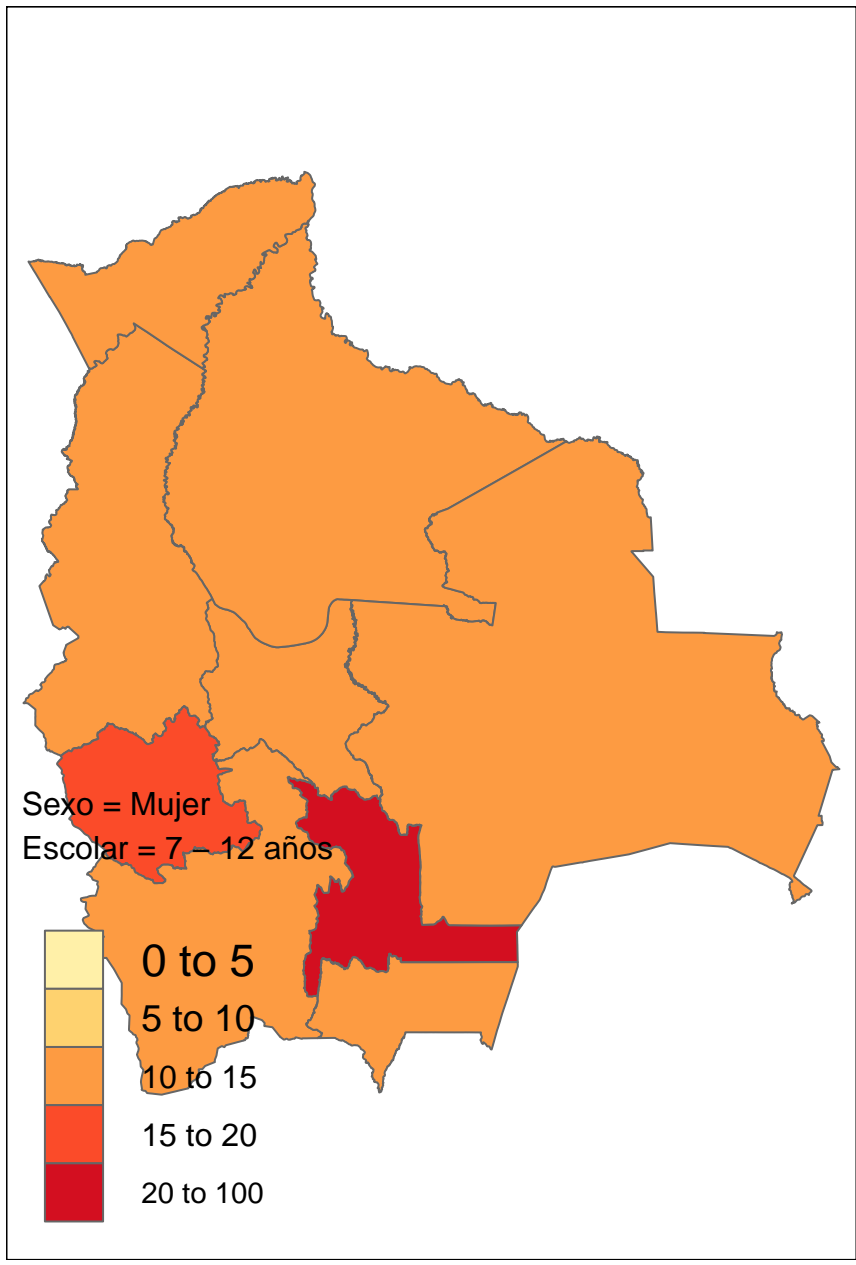 Sexo = Mujer
Escolar = 7 – 12 años
0 to 5
5 to 10
10 to 15
15 to 20
20 to 100